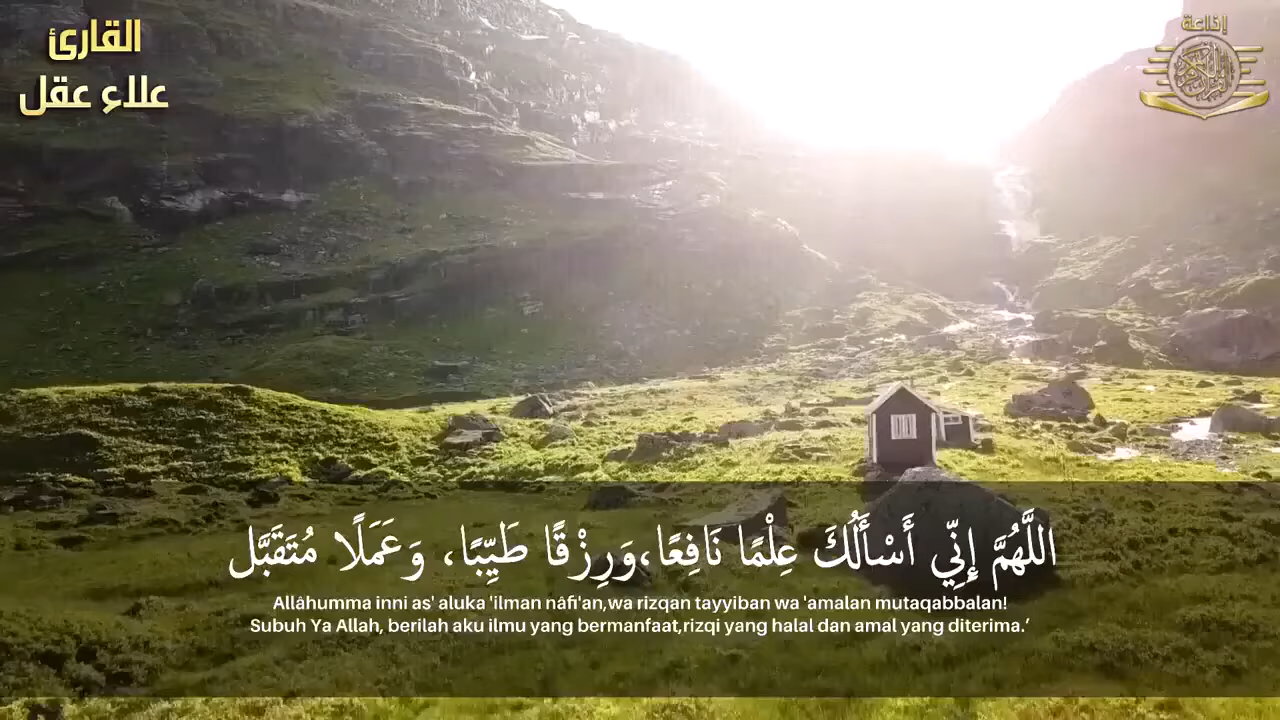 القارئ
علاء عقل
إذاعة
اللَّهُمَّ إِنِّي أَسْأَلُكَ عِلْمًا نَافِعًا،وَرِزْقًا طَيِّبًا، وَعَمَلًا مُتَقَبَّل
Allâhumma inni as' aluka 'ilman nâfi'an,wa rizqan tayyiban wa 'amalan mutaqabbalan!
Subuh Ya Allah, berilah aku ilmu yang bermanfaat,rizqi yang halal dan amal yang diterima.‘